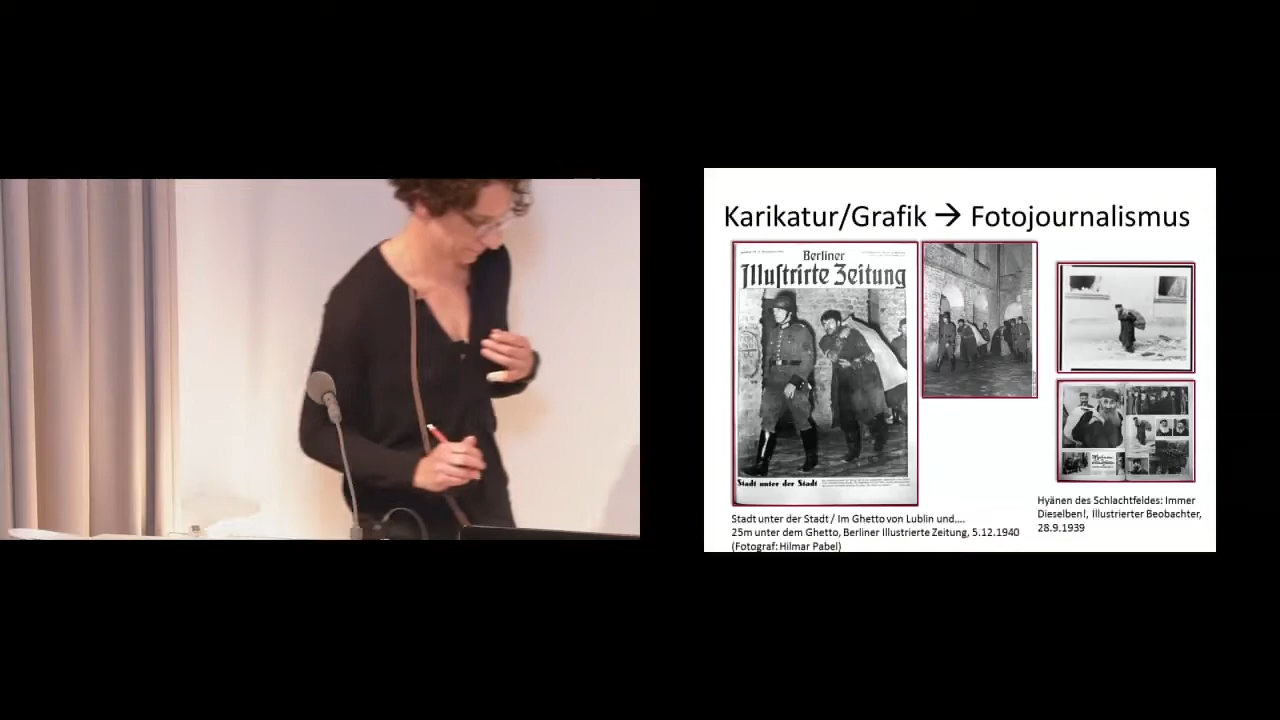 Karikatur/Grafik → Fotojournalismus
Berliner
Illustrirte Zeitung
Stadt unter der Stadt
Stadt unter der Stadt / Im Ghetto von Lublin und....
25m unter dem Ghetto, Berliner Illustrierte Zeitung, 5.12.1940
(Fotograf: Hilmar Pabel)
Hyänen des Schlachtfeldes: Immer
Dieselben!, Illustrierter Beobachter,
28.9.1939